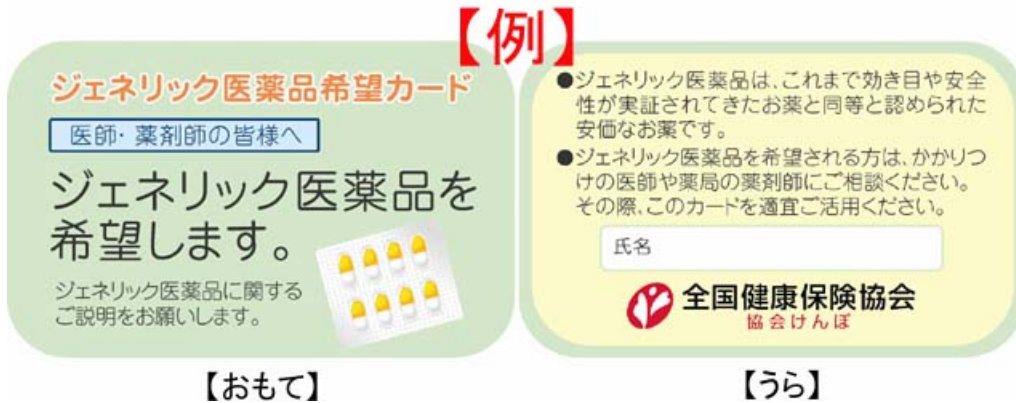 【例】
ジェネリック医薬品希望カード
医師・薬剤師の皆様へ
ジェネリック医薬品を
希望します。
ジェネリック医薬品に関する
ご説明をお願いします。
【おもて】
●ジェネリック医薬品は、これまで効き目や安全
性が実証されてきたお薬と同等と認められた
安価なお薬です。
●ジェネリック医薬品を希望される方は、かかりつ
けの医師や薬局の薬剤師にご相談ください。
その際、このカードを適宜ご活用ください。
氏名
全国健康保険協会
協会けんぽ
【うら】